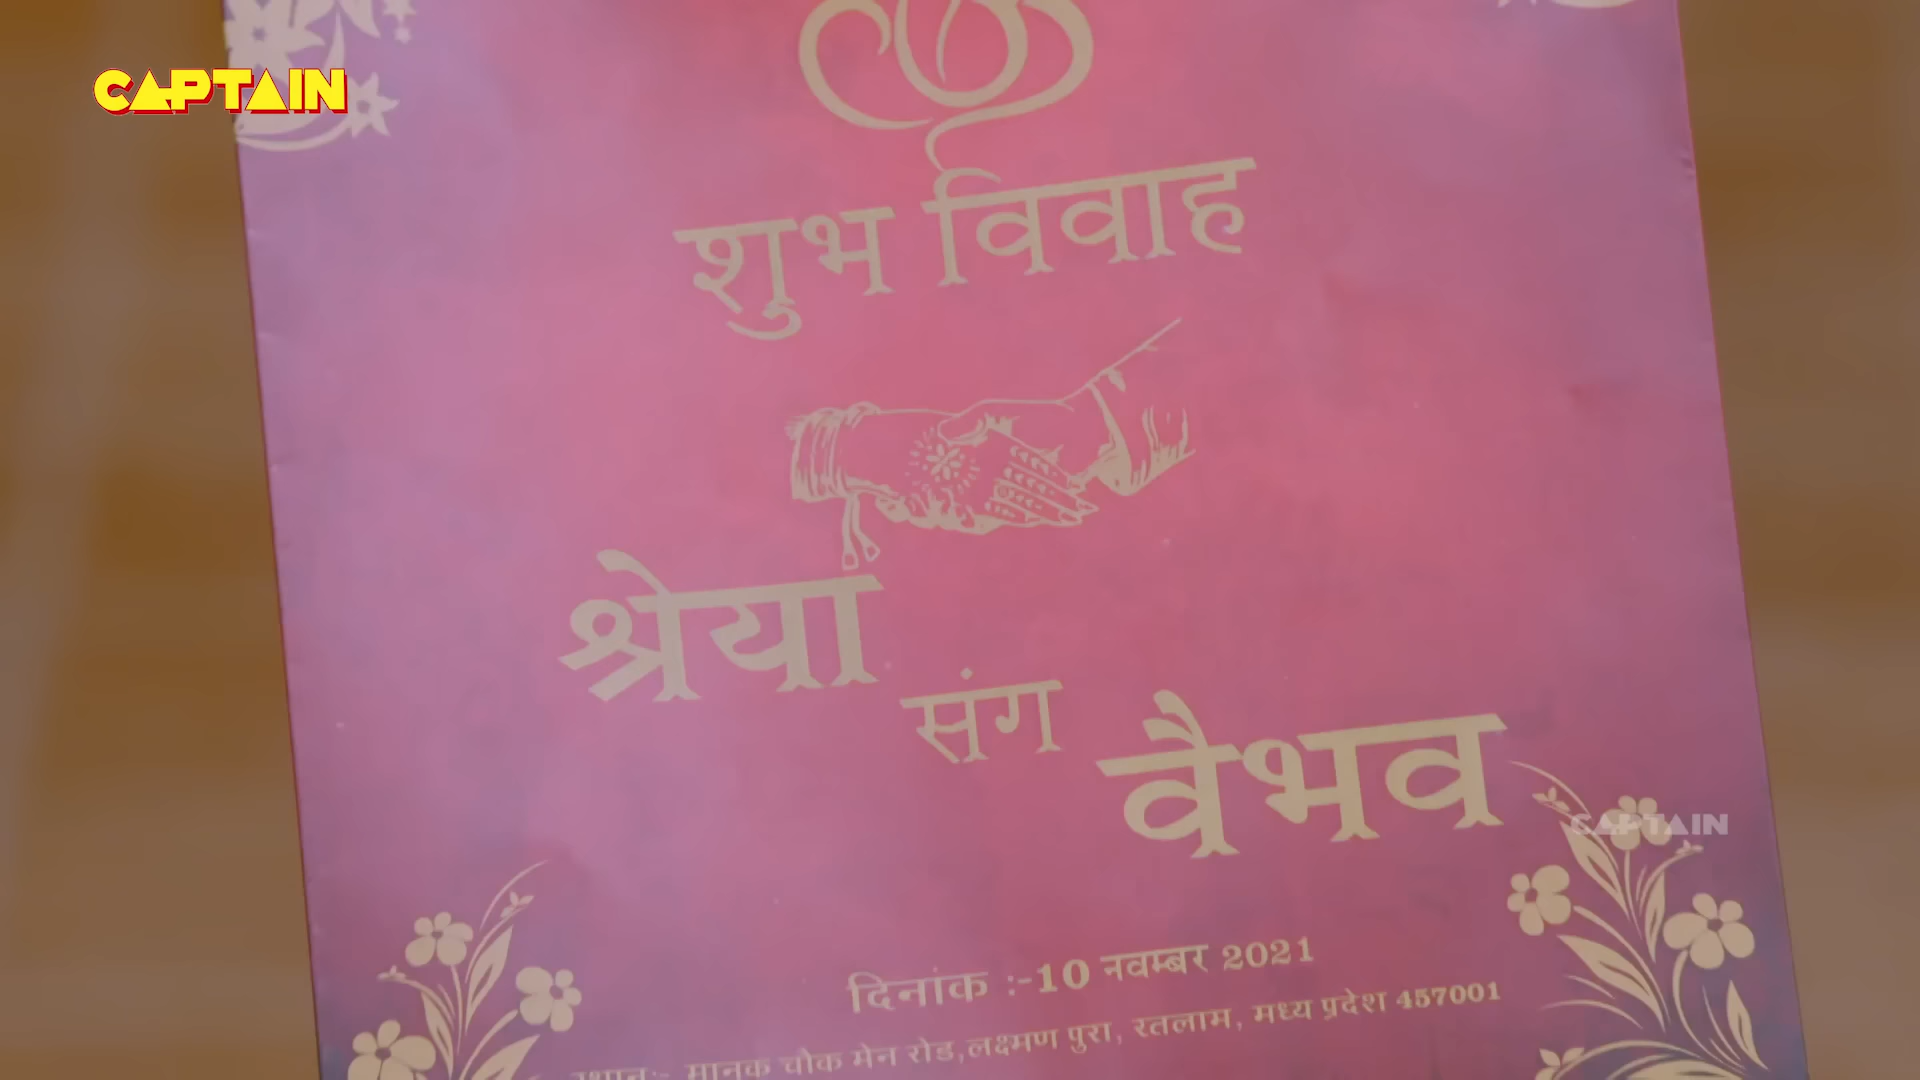 CAPTAIN
शुभ विवाह
श्रेया
संग
वैभव
CAPTAIN
दिनांक :-10 नवम्बर 2021
स्थान:- मानक चौक मेन रोड,लक्ष्मण पुरा, रतलाम, मध्य प्रदेश 457001